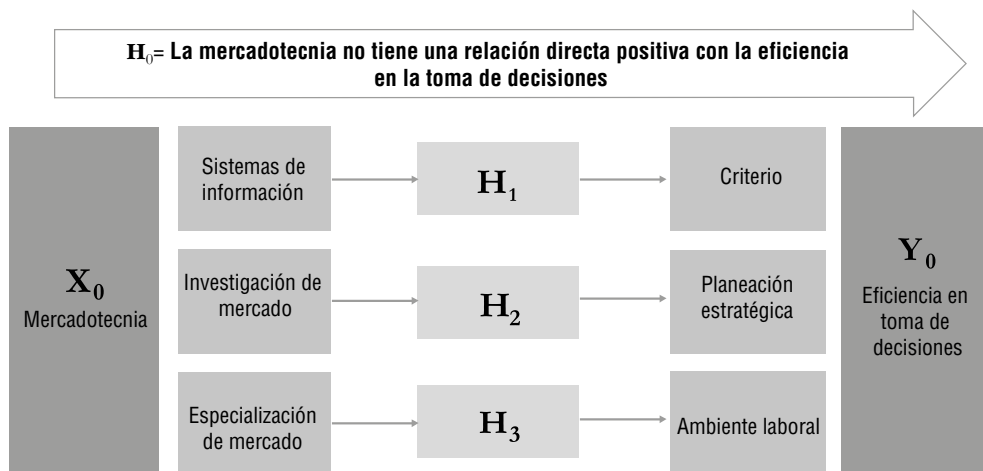 H0= La mercadotecnia no tiene una relación directa positiva con la eficiencia
en la toma de decisiones
X0
Mercadotecnia
Sistemas de
información
H1
Criterio
Investigación de
mercado
H2
Planeación
estratégica
Especialización
de mercado
H3
Ambiente laboral
Y0
Eficiencia en
toma de
decisiones